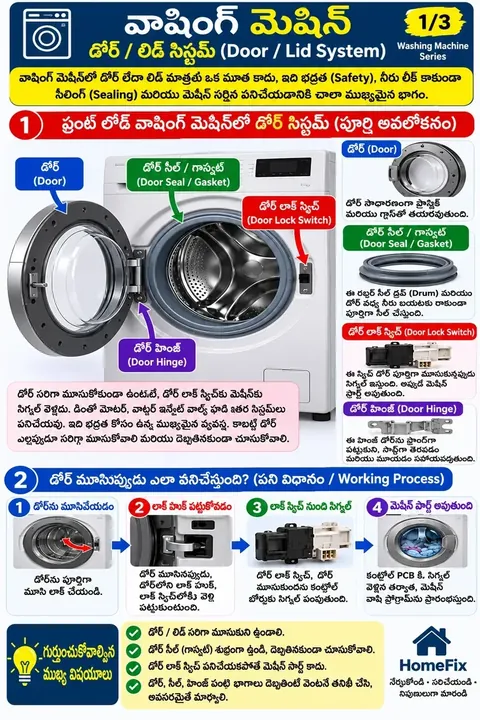 వాషింగ్ మెషిన్
డోర్ / లిడ్ సిస్టమ్ (Door / Lid System)
1/3
Washing Machine
Series
వాషింగ్ మెషిన్‌లో డోర్ లేదా లిడ్ మాత్రమే ఒక మూత కాదు, ఇది భద్రత (Safety), నీరు లీక్ కాకుండా
సీలింగ్ (Sealing) మరియు మెషిన్ సరైన పనిచేయడానికి చాలా ముఖ్యమైన భాగం.
1 ఫ్రంట్ లోడ్ వాషింగ్ మెషిన్‌లో డోర్ సిస్టమ్ (పూర్తి అవలోకనం)
డోర్
(Door)
డోర్ సీల్ / గాస్కట్
(Door Seal / Gasket)
డోర్ లాక్ స్విచ్
(Door Lock Switch)
డోర్ హింజ్
(Door Hinge)
డోర్ సరిగా మూసుకోకుండా ఉంటే, డోర్ లాక్ స్విచ్‌కు మెషిన్‌కు
సిగ్నల్ వెళ్లదు. దీంతో మోటర్, వాటర్ ఇన్లేట్ వాల్వ్ ఇతర సిస్టమ్‌లు
పనిచేయవు. ఇది భద్రత కోసం ఉన్న ముఖ్యమైన వ్యవస్థ. కాబట్టి డోర్
ఎల్లప్పుడూ సరిగ్గా మూసుకోవాలి మరియు దెబ్బతినకుండా చూసుకోవాలి.
డోర్ (Door)
డోర్ సాధారణంగా ప్లాస్టిక్
మరియు గ్లాస్‌తో తయరవుతుంది.
డోర్ సీల్ / గాస్కట్
(Door Seal / Gasket)
ఈ రబ్బర్ సీల్ డ్రమ్ (Drum) మరియు
డోర్ మధ్య నీరు బయటకు రాకుండా
పూర్తిగా సీల్ చేస్తుంది.
డోర్ లాక్ స్విచ్ (Door Lock Switch)
ఈ స్విచ్ డోర్ పూర్తిగా మూసుకున్నప్పుడు
సిగ్నల్ ఇస్తుంది. అప్పుడే మెషిన్
స్టార్ట్ అవుతుంది.
డోర్ హింజ్ (Door Hinge)
ఈ హింజ్ డోర్‌ను ఫ్రాంట్‌గా
పట్టుకుని, సాఫ్ట్‌గా తెరవడం
మరియు మూయడం సహాయపడుతుంది.
2 డోర్ మూసినప్పుడు ఎలా పనిచేస్తుంది? (పని విధానం / Working Process)
1 డోర్‌ను మూసివేయడం
డోర్‌ను పూర్తిగా
మూసి లాక్ చేయండి.
2 లాక్ హుక్ పట్టుకోవడం
డోర్ మూసినప్పుడు,
డోర్‌లోని లాక్ హుక్,
లాక్ స్విచ్‌లోకి వెళ్లి
పట్టుకుంటుంది.
3 లాక్ స్విచ్ నుండి సిగ్నల్
డోర్ లాక్ స్విచ్, డోర్
మూసుకుందని కంట్రోల్
బోర్డుకు సిగ్నల్ పంపుతుంది.
4 మెషిన్ స్టార్ట్ అవుతుంది
కంట్రోల్ PCB కి సిగ్నల్
వెళ్లిన తర్వాత, మెషిన్
వాష్ ప్రోగ్రామ్‌ను ప్రారంభిస్తుంది.
గుర్తుంచుకోవాల్సిన
ముఖ్య విషయాలు
డోర్ / లిడ్ సరిగా మూసుకుని ఉండాలి.
డోర్ సీల్ (గాస్కట్) శుభ్రంగా ఉండి, దెబ్బతినకుండా చూసుకోవాలి.
డోర్ లాక్ స్విచ్ పనిచేయకపోతే మెషిన్ స్టార్ట్ కాదు.
డోర్, సీల్, హింజ్ వంటి భాగాలు దెబ్బతింటే వెంటనే తనిఖీ చేసి,
అవసరమైతే మార్చాలి.
HomeFix
నేర్చుకోండి • సరిచేయండి •
నిపుణులుగా మారండి